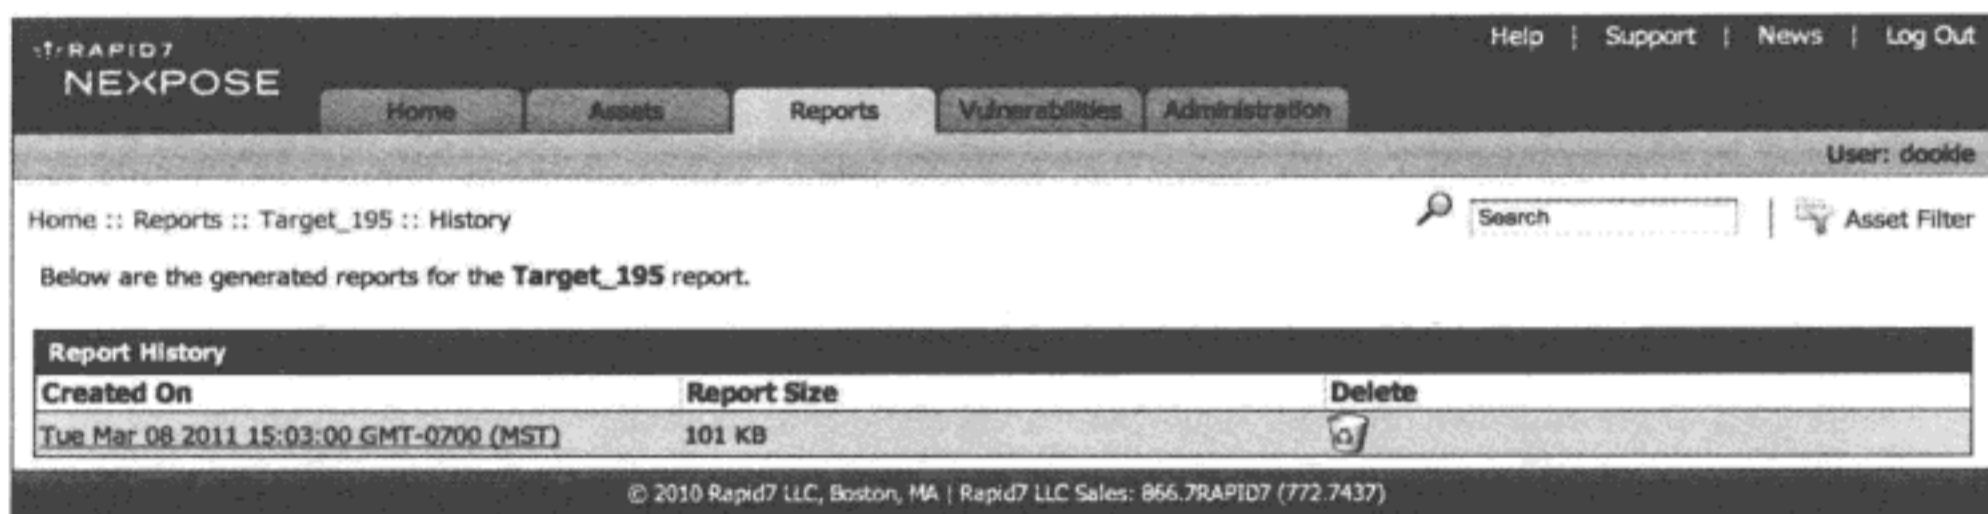 Help | Support | News | Log Out
RAPID7
NEXPOSE
Home Assets Reports Vulnerabilities Administration
User: dookie
Home :: Reports :: Target_195 :: History
Search | Asset Filter
Below are the generated reports for the Target_195 report.
Report History
Created On Report Size Delete
Tue Mar 08 2011 15:03:00 GMT-0700 (MST) 101 KB
© 2010 Rapid7 LLC, Boston, MA | Rapid7 LLC Sales: 866.7RAPID7 (772.7437)